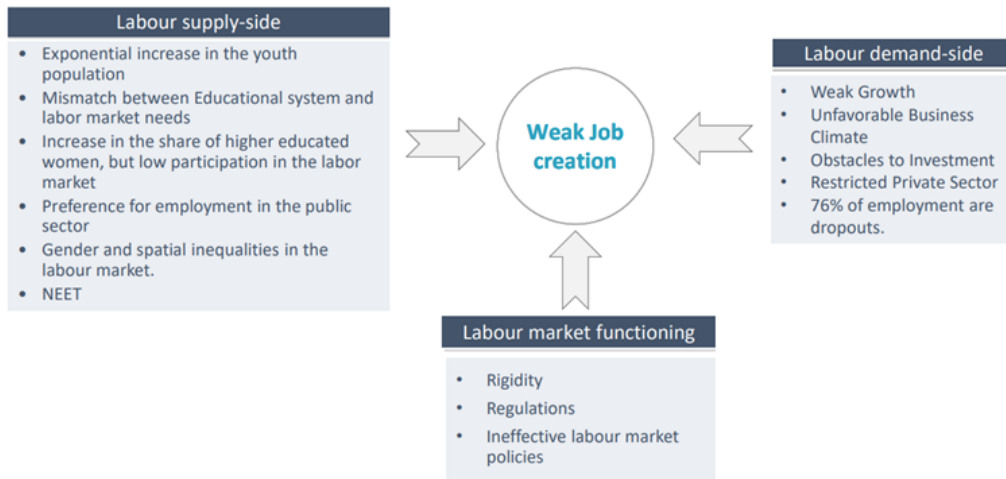 Labour supply-side
• Exponential increase in the youth
population
• Mismatch between Educational system and
labor market needs
• Increase in the share of higher educated
women, but low participation in the labor
market
• Preference for employment in the public
sector
• Gender and spatial inequalities in the
labour market.
• NEET
Weak Job
creation
Labour demand-side
• Weak Growth
• Unfavorable Business
Climate
• Obstacles to Investment
• Restricted Private Sector
• 76% of employment are
dropouts.
Labour market functioning
• Rigidity
• Regulations
• Ineffective labour market
policies